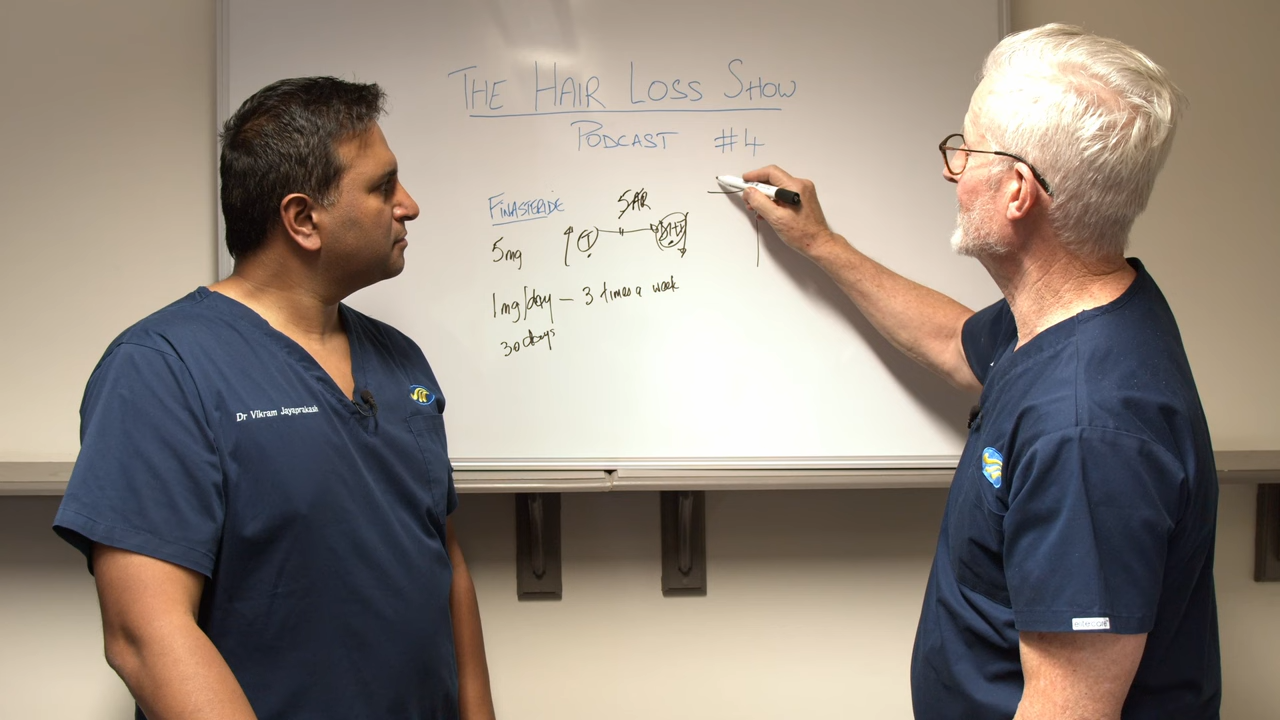 THE HAIR LOSS SHOW
PODCAST #4
FINASTERIDE
5AR
5mg
T
DHT
1mg/day – 3 times a week
30 days
Dr Vikram Jayaprakash